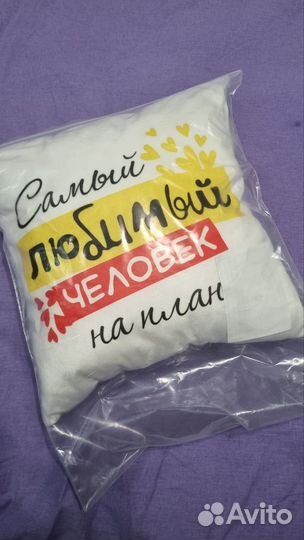 Самый
любимый
ЧЕЛОВЕК
на план
Avito